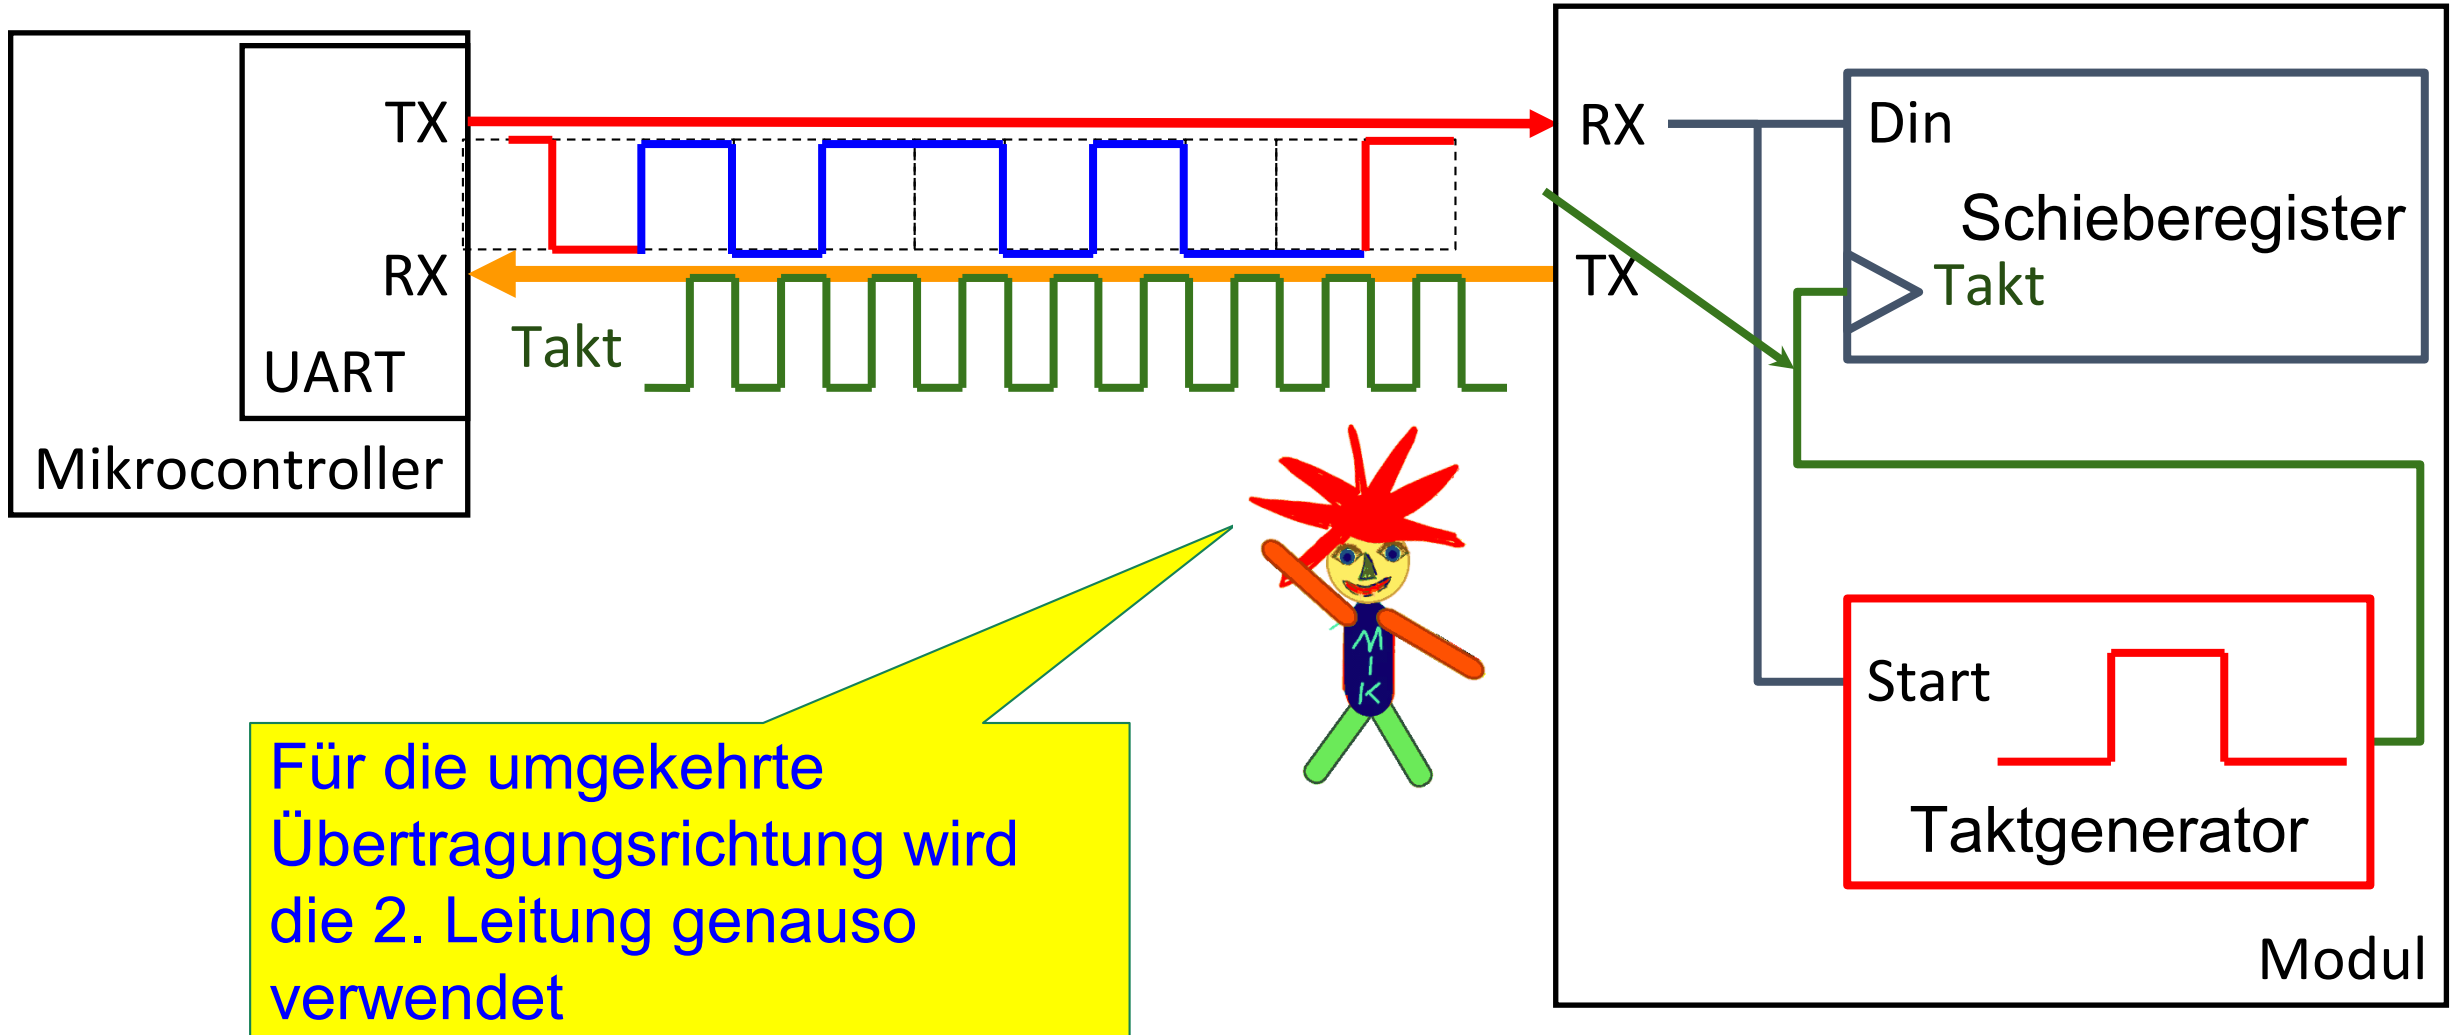 TX
RX
UART
Mikrocontroller
Takt
RX
TX
Din
Schieberegister
Takt
Start
Taktgenerator
Modul
MIK
Für die umgekehrte
Übertragungsrichtung wird
die 2. Leitung genauso
verwendet